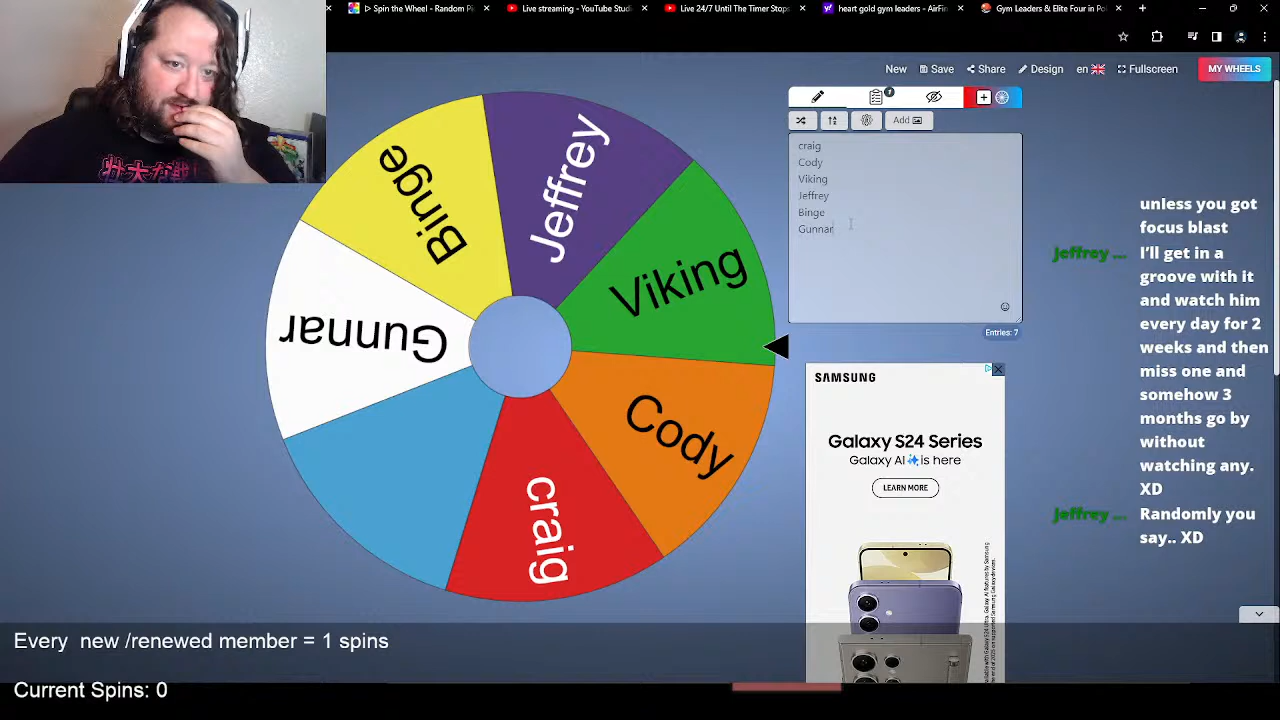 Spin the Wheel - Random Pi
Live streaming - YouTube Studi
Live 24/7 Until The Timer Stops
heart gold gym leaders - AirFin
Gym Leaders & Elite Four in Po
New Save Share Design en Fullscreen MY WHEELS
7
Add
craig
Cody
Viking
Jeffrey
Binge
Gunnar
Entries: 7
Jeffrey
Binge
Viking
Gunnar
Cody
craig
SAMSUNG
Galaxy S24 Series
Galaxy AI is here
LEARN MORE
unless you got
focus blast
Jeffrey ... I'll get in a
groove with it
and watch him
every day for 2
weeks and then
miss one and
somehow 3
months go by
without
watching any.
XD
Jeffrey ... Randomly you
say.. XD
壮大な戦
Every new /renewed member = 1 spins
Current Spins: 0